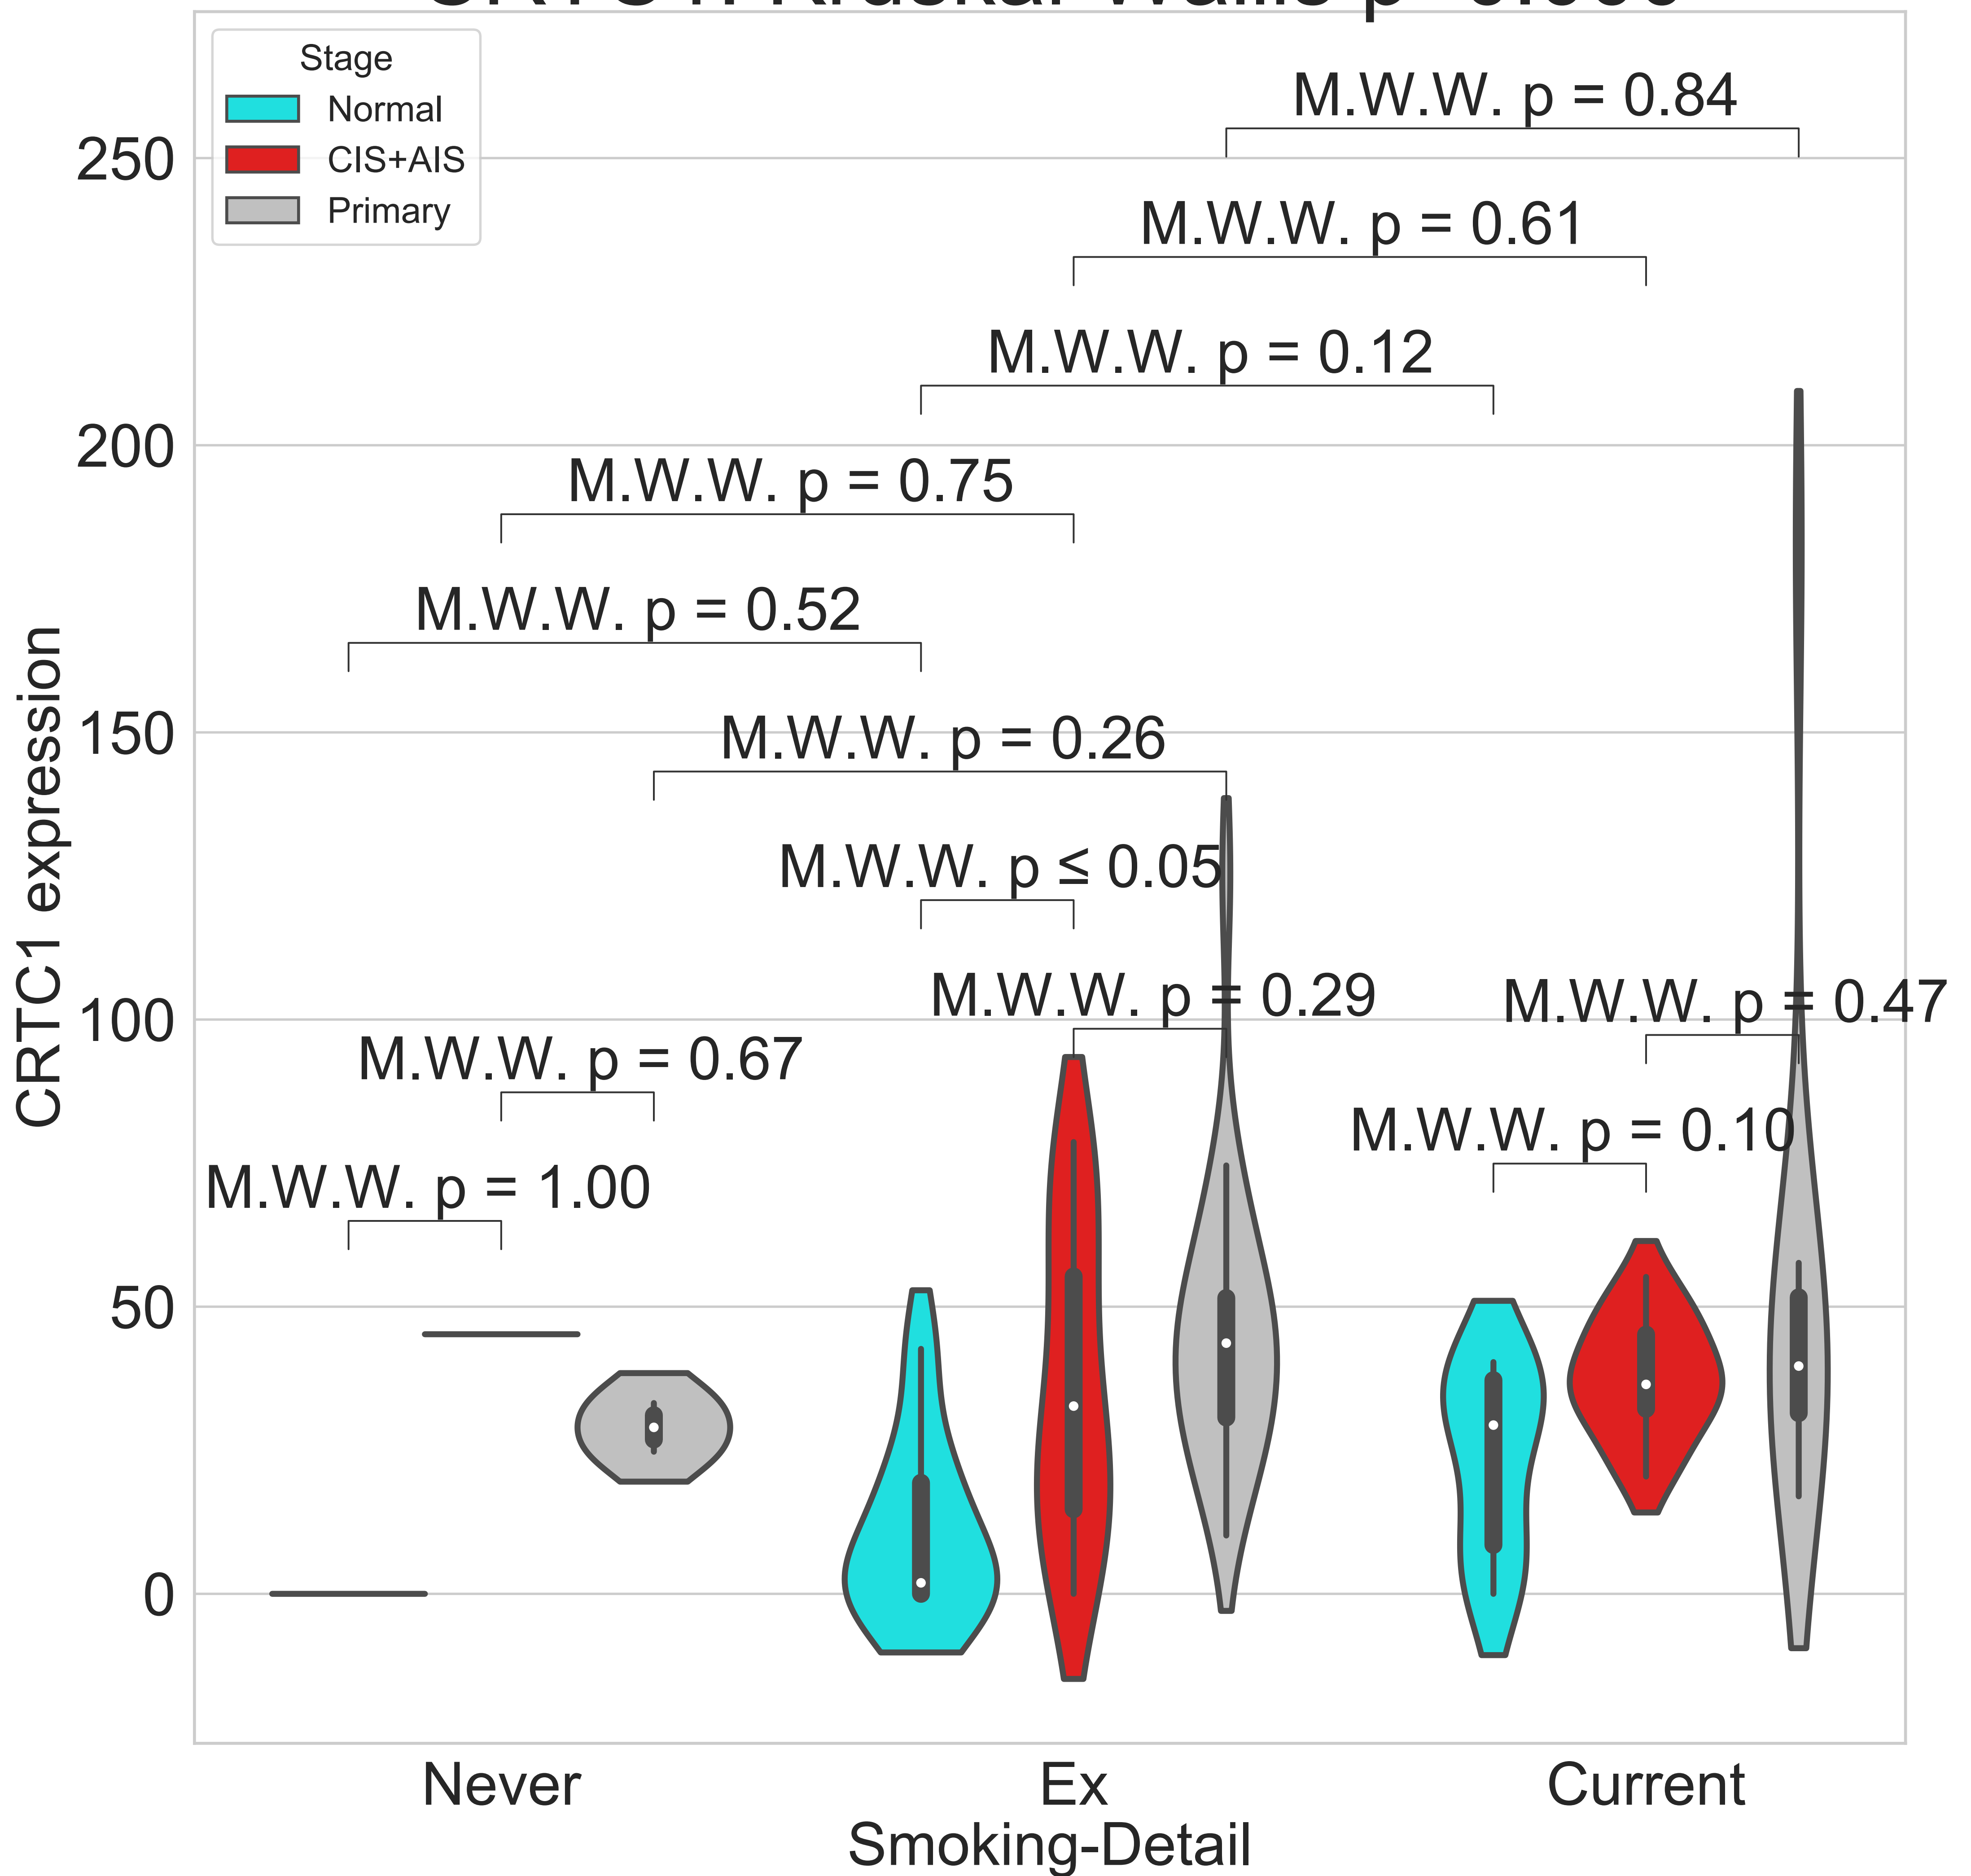 Stage
Normal
CIS+AIS
Primary
M.W.W. p = 0.84
M.W.W. p = 0.61
M.W.W. p = 0.12
M.W.W. p = 0.75
M.W.W. p = 0.52
M.W.W. p = 0.26
M.W.W. p ≤ 0.05
M.W.W. p = 0.29
M.W.W. p = 0.47
M.W.W. p = 0.67
M.W.W. p = 0.10
M.W.W. p = 1.00
250
200
150
100
50
0
CRTC1 expression
Never
Ex
Current
Smoking-Detail